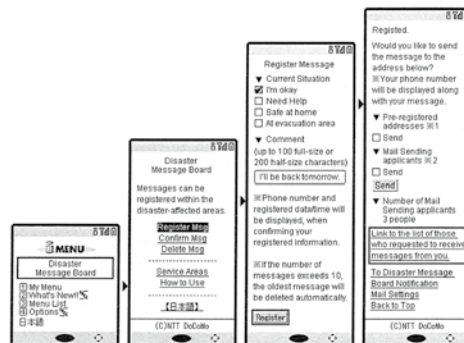 MENU
Disaster
Message Board
1 My Menu
2 What's New!!
3 Menu List
4 Options
日本語
Disaster
Message Board
Messages can be
registered within the
disaster-affected areas.
Register Msg
Confirm Msg
Delete Msg
Service Areas
How to Use
【日本語】
(C)NTT DoCoMo
Register Message
▼ Current Situation
I'm okay
Need Help
Safe at home
At evacuation area
▼ Comment
(up to 100 full-size or
200 half-size characters)
I'll be back tomorrow.
※Phone number and
registered data/time will
be displayed, when
confirming your
registered information.
※If the number of
messages exceeds 10,
the oldest message will
be deleted automatically.
Register
Registed.
Would you like to send
the message to the
address below?
※Your phone number
will be displayed along
with your message.
▼ Pre-registered
addresses ※1
Send
▼ Mail Sending
applicants ※2
Send
Send
▼ Number of Mail
Sending applicants
3 people
Link to the list of those
who requested to receive
messages from you.
To Disaster Message
Board Notification
Mail Settings
Back to Top
(C)NTT DoCoMo